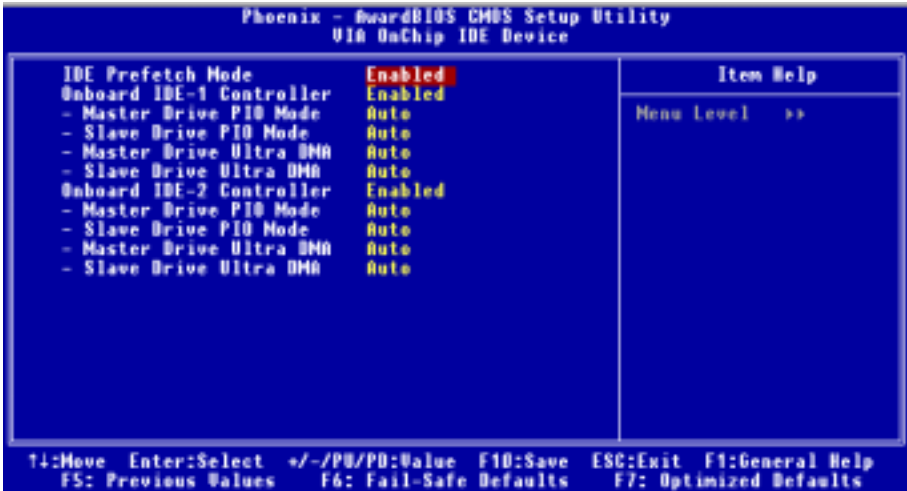 Phoenix - AwardBIOS CMOS Setup Utility
VIA OnChip IDE Device
IDE Prefetch Mode Enabled
Onboard IDE-1 Controller Enabled
- Master Drive PIO Mode Auto
- Slave Drive PIO Mode Auto
- Master Drive Ultra DMA Auto
- Slave Drive Ultra DMA Auto
Onboard IDE-2 Controller Enabled
- Master Drive PIO Mode Auto
- Slave Drive PIO Mode Auto
- Master Drive Ultra DMA Auto
- Slave Drive Ultra DMA Auto
Item Help
Menu Level >>
↑↓:Move Enter:Select +/-/PU/PD:Value F10:Save ESC:Exit F1:General Help
F5: Previous Values F6: Fail-Safe Defaults F7: Optimized Defaults